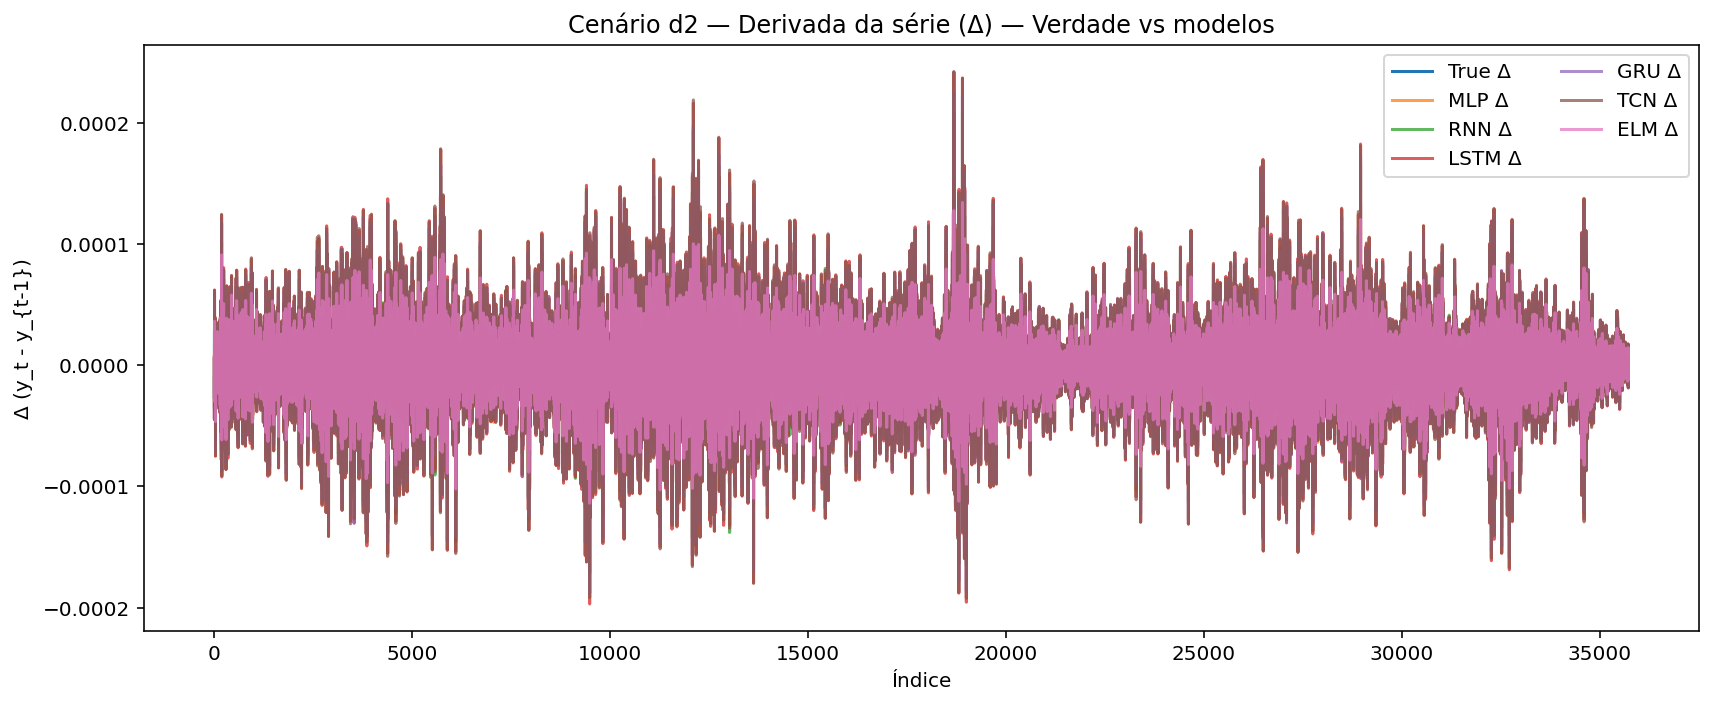 Cenário d2 — Derivada da série (Δ) — Verdade vs modelos
True Δ
MLP Δ
RNN Δ
LSTM Δ
GRU Δ
TCN Δ
ELM Δ
Δ (y_t - y_{t-1})
0.0002
0.0001
0.0000
−0.0001
−0.0002
0
5000
10000
15000
20000
25000
30000
35000
Índice